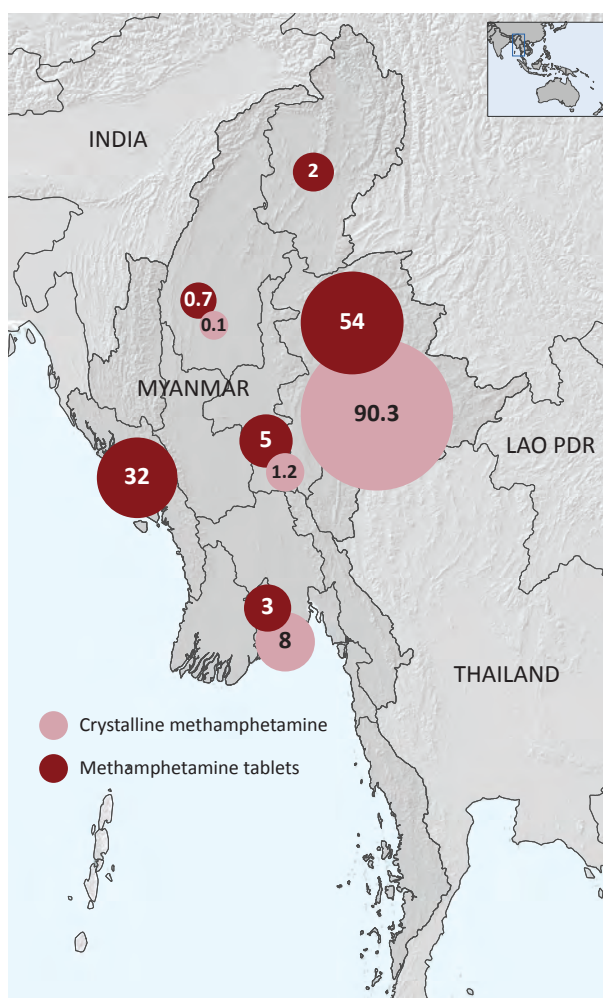 INDIA
2
0.7
0.1
54
MYANMAR
90.3
5
LAO PDR
1.2
32
3
8
THAILAND
Crystalline methamphetamine
Methamphetamine tablets